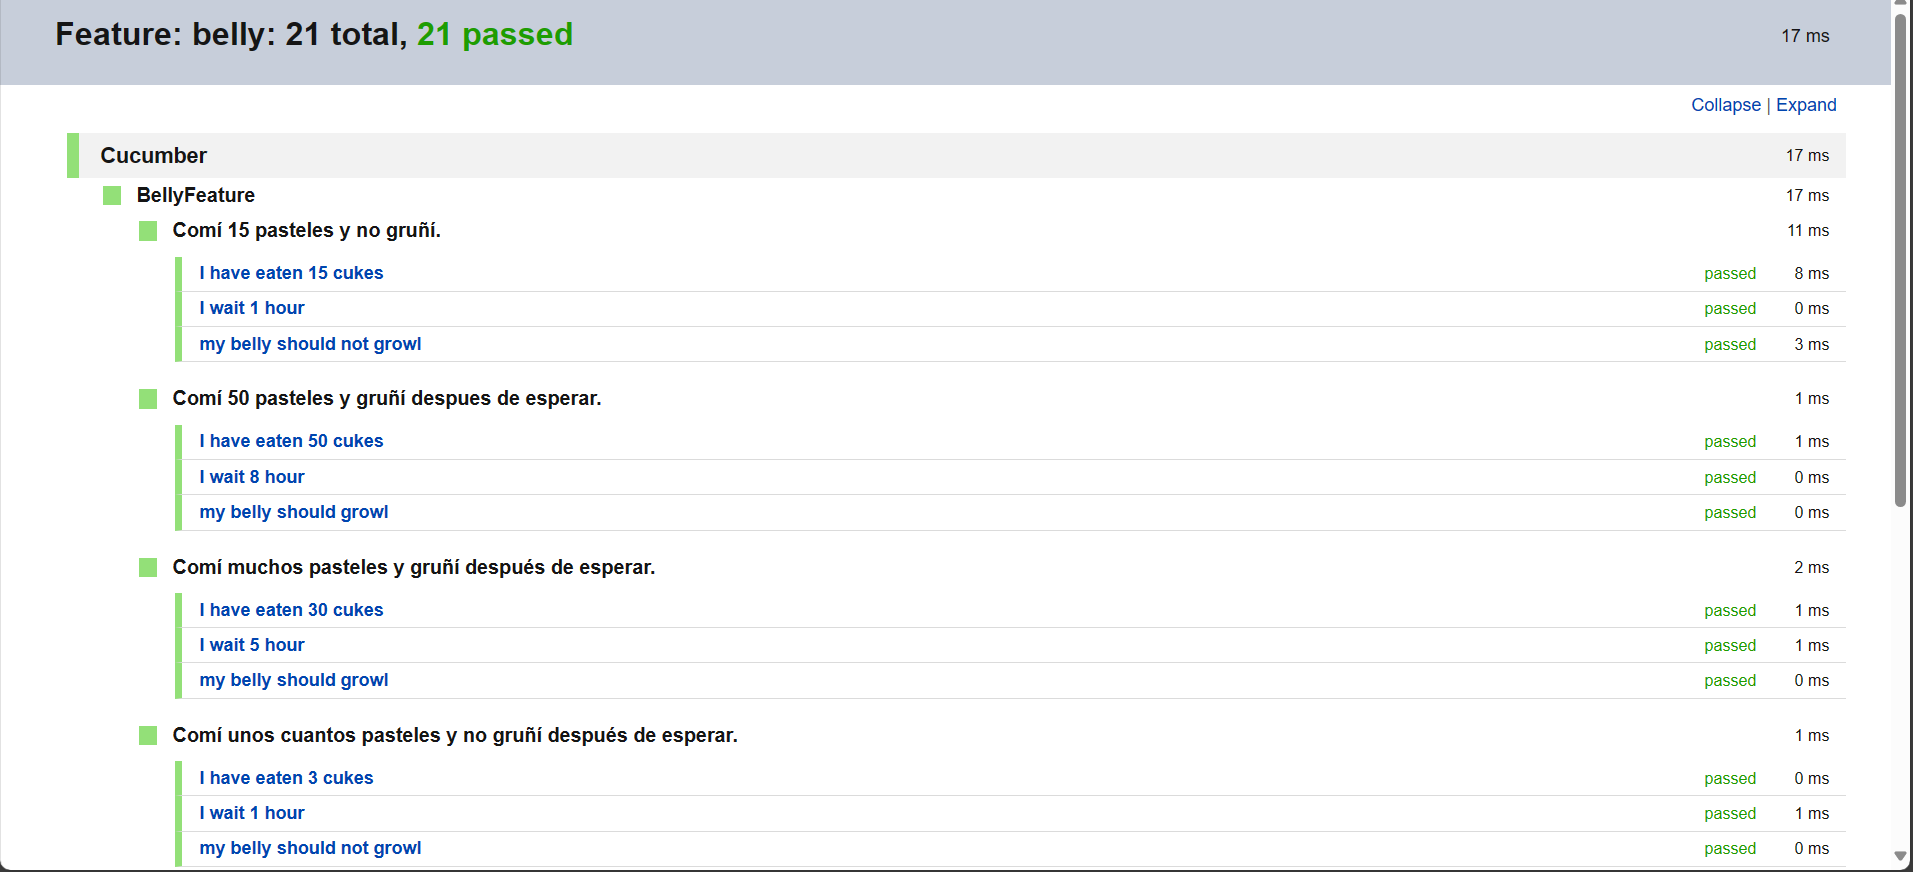 Feature: belly: 21 total, 21 passed 17 ms
Collapse | Expand
Cucumber 17 ms
BellyFeature 17 ms
Comí 15 pasteles y no gruñí. 11 ms
I have eaten 15 cukes passed 8 ms
I wait 1 hour passed 0 ms
my belly should not growl passed 3 ms
Comí 50 pasteles y gruñí despues de esperar. 1 ms
I have eaten 50 cukes passed 1 ms
I wait 8 hour passed 0 ms
my belly should growl passed 0 ms
Comí muchos pasteles y gruñí después de esperar. 2 ms
I have eaten 30 cukes passed 1 ms
I wait 5 hour passed 1 ms
my belly should growl passed 0 ms
Comí unos cuantos pasteles y no gruñí después de esperar. 1 ms
I have eaten 3 cukes passed 0 ms
I wait 1 hour passed 1 ms
my belly should not growl passed 0 ms